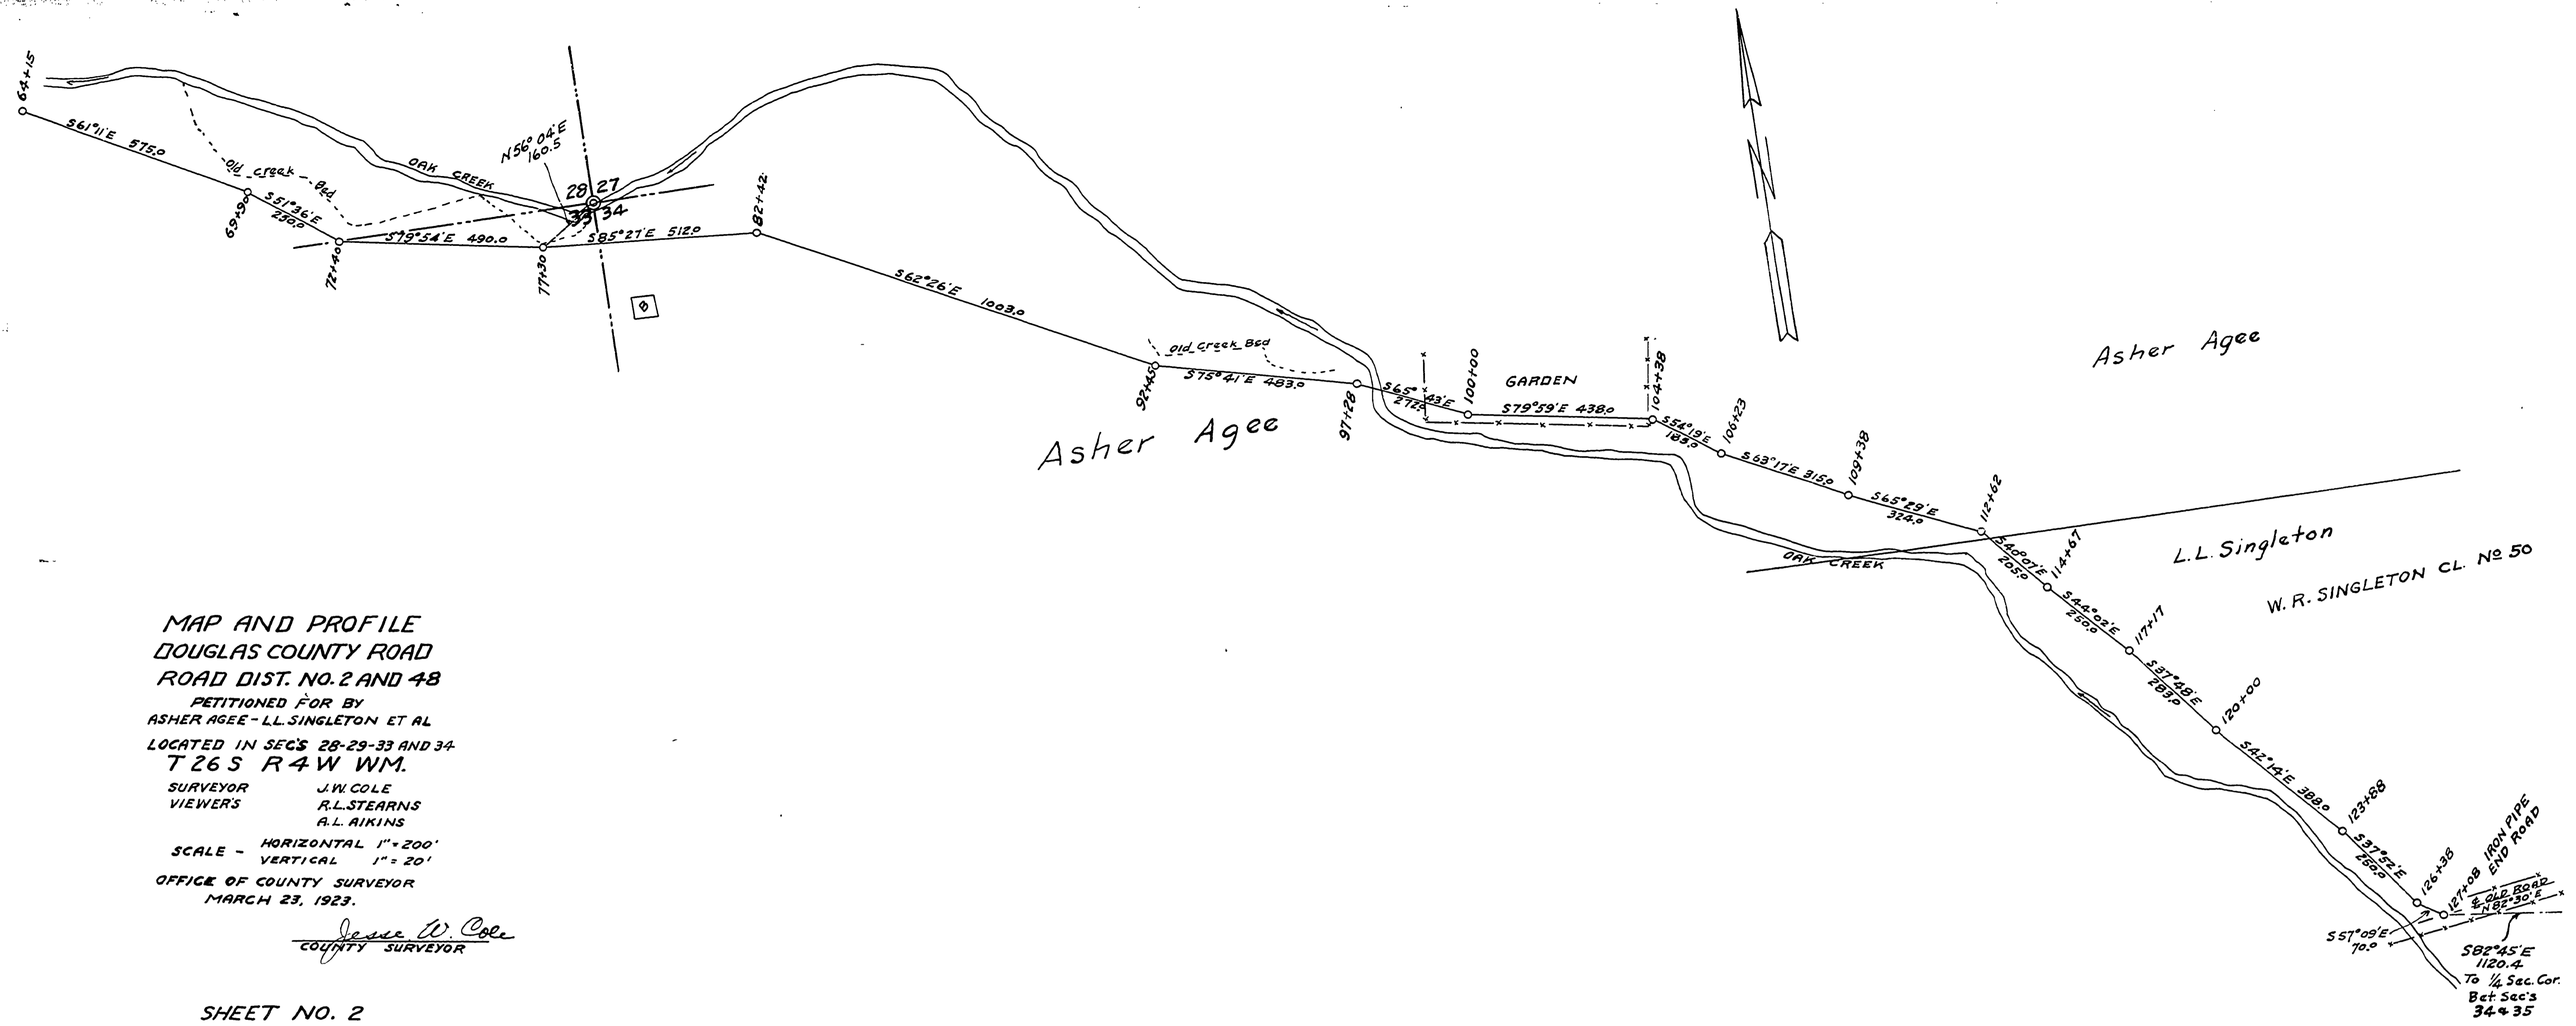 64+15
S61°11'E 575.0
69+90
Old Creek Bed
S51°36'E
250.0
72+40
OAK CREEK
S79°54'E 490.0
77+30
N56°04'E
160.5
28 27
33 34
S85°27'E 512.0
82+42
8
S62°26'E 1003.0
92+45
Old Creek Bed
S75°41'E 483.0
97+28
S65°43'E
272.0
100+00
GARDEN
S79°59'E 438.0
104+38
S54°19'E
185.0
106+23
S63°17'E 315.0
109+38
S65°29'E
324.0
112+62
S40°07'E
205.0
114+67
S44°02'E
250.0
117+17
S37°48'E
283.0
120+00
S42°14'E 388.0
123+88
S37°52'E
250.0
126+38
127+08 IRON PIPE
END ROAD
℄ OLD ROAD
N82°30'E
S57°09'E
70.0
S82°45'E
1120.4
To 1/4 Sec. Cor.
Bet. Sec's
34 & 35
Asher Agee
Asher Agee
OAK CREEK
L.L. Singleton
W. R. SINGLETON CL. Nº 50
MAP AND PROFILE
DOUGLAS COUNTY ROAD
ROAD DIST. NO. 2 AND 48
PETITIONED FOR BY
ASHER AGEE - L.L. SINGLETON ET AL
LOCATED IN SEC'S 28-29-33 AND 34
T 26 S R 4 W WM.
SURVEYOR J.W. COLE
VIEWER'S R.L. STEARNS
A.L. AIKINS
SCALE - HORIZONTAL 1" = 200'
VERTICAL 1" = 20'
OFFICE OF COUNTY SURVEYOR
MARCH 23, 1923.
Jesse W. Cole
COUNTY SURVEYOR
SHEET NO. 2